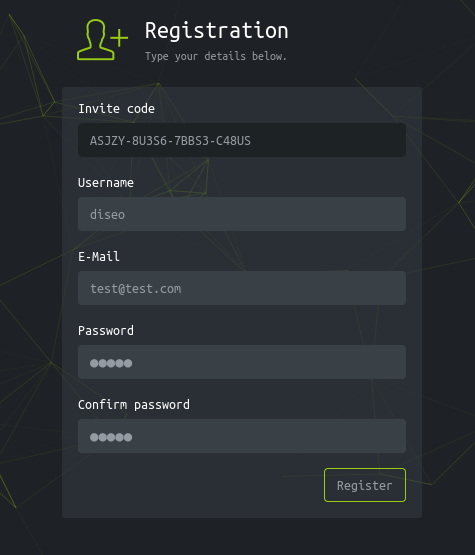 Registration
Type your details below.
Invite code
ASJZY-8U3S6-7BBS3-C48US
Username
diseo
E-Mail
test@test.com
Password
●●●●●
Confirm password
●●●●●
Register